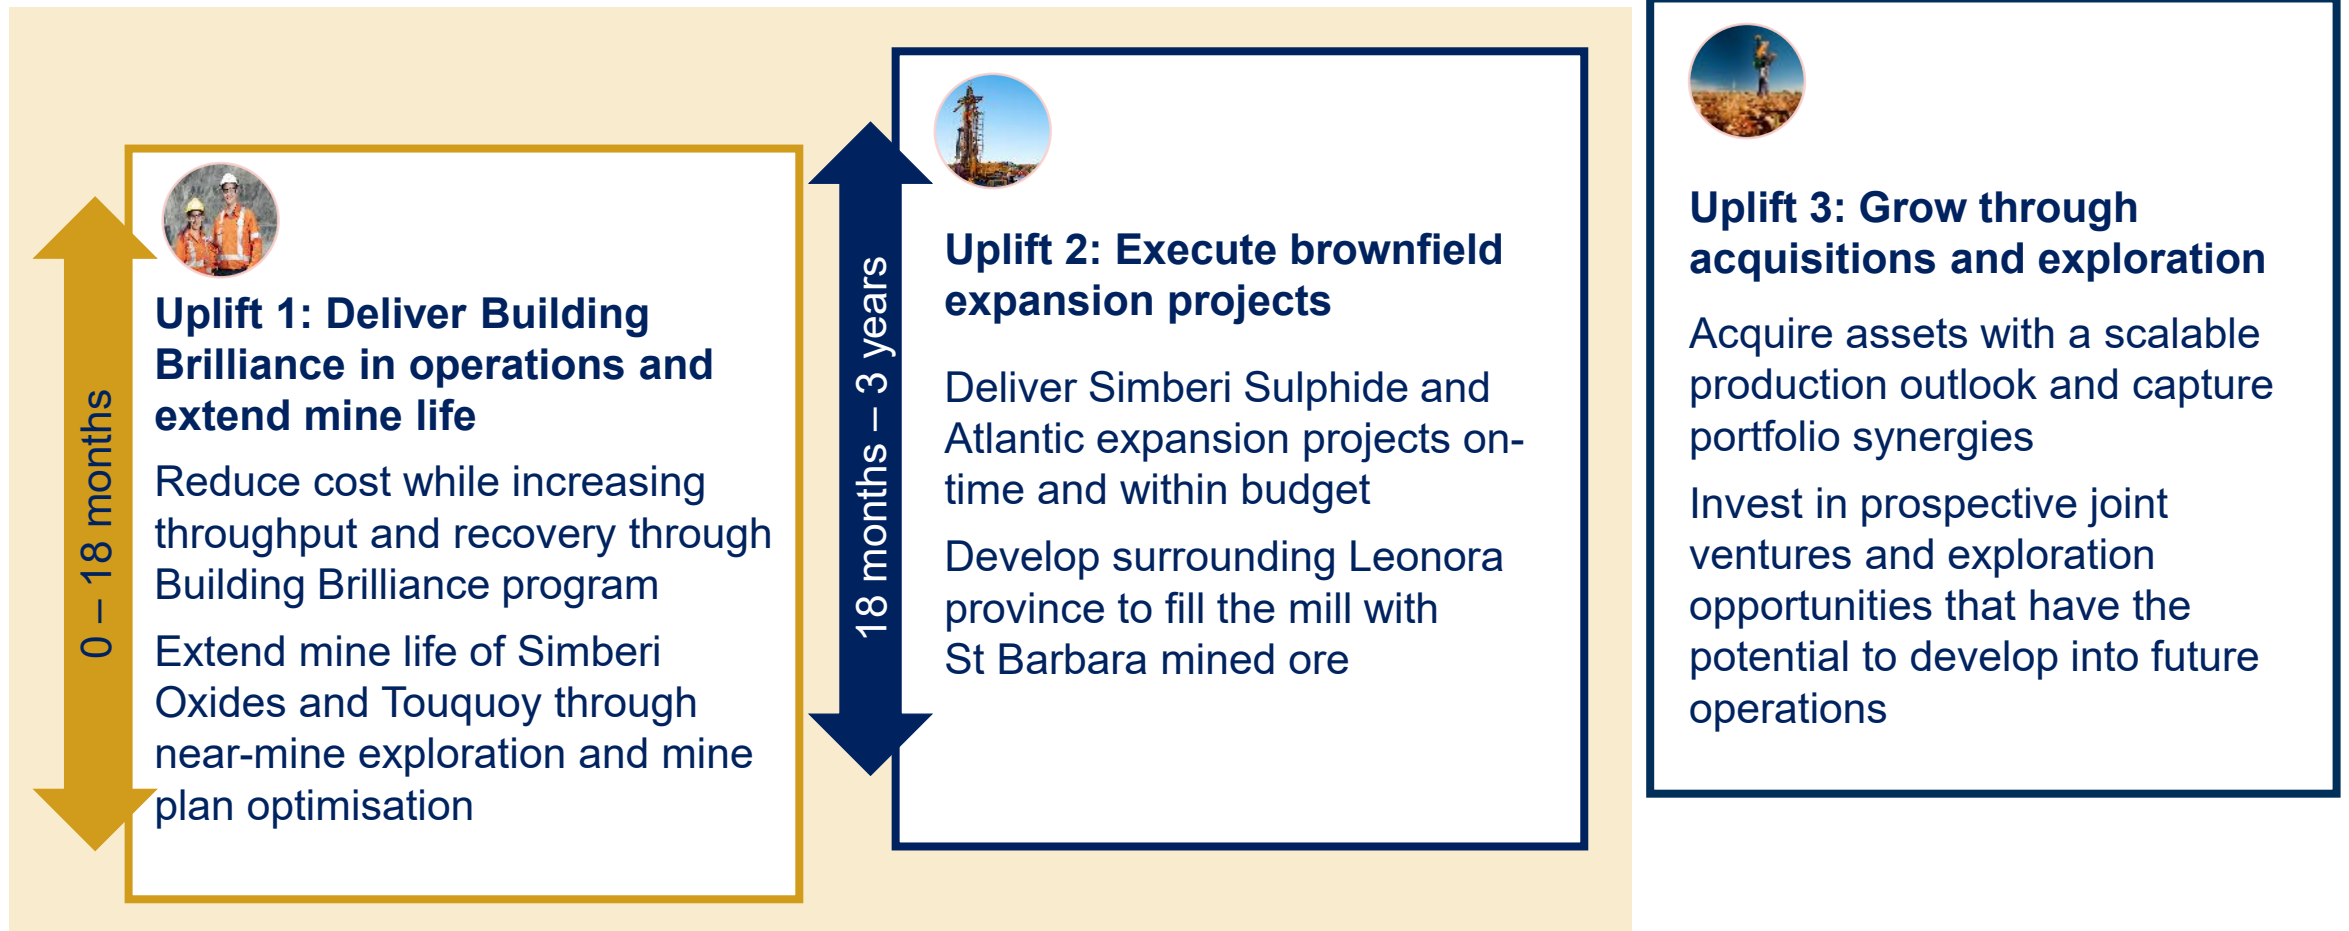 0 – 18 months
Uplift 1: Deliver Building
Brilliance in operations and
extend mine life
Reduce cost while increasing
throughput and recovery through
Building Brilliance program
Extend mine life of Simberi
Oxides and Touquoy through
near-mine exploration and mine
plan optimisation
18 months – 3 years
Uplift 2: Execute brownfield
expansion projects
Deliver Simberi Sulphide and
Atlantic expansion projects on-
time and within budget
Develop surrounding Leonora
province to fill the mill with
St Barbara mined ore
Uplift 3: Grow through
acquisitions and exploration
Acquire assets with a scalable
production outlook and capture
portfolio synergies
Invest in prospective joint
ventures and exploration
opportunities that have the
potential to develop into future
operations